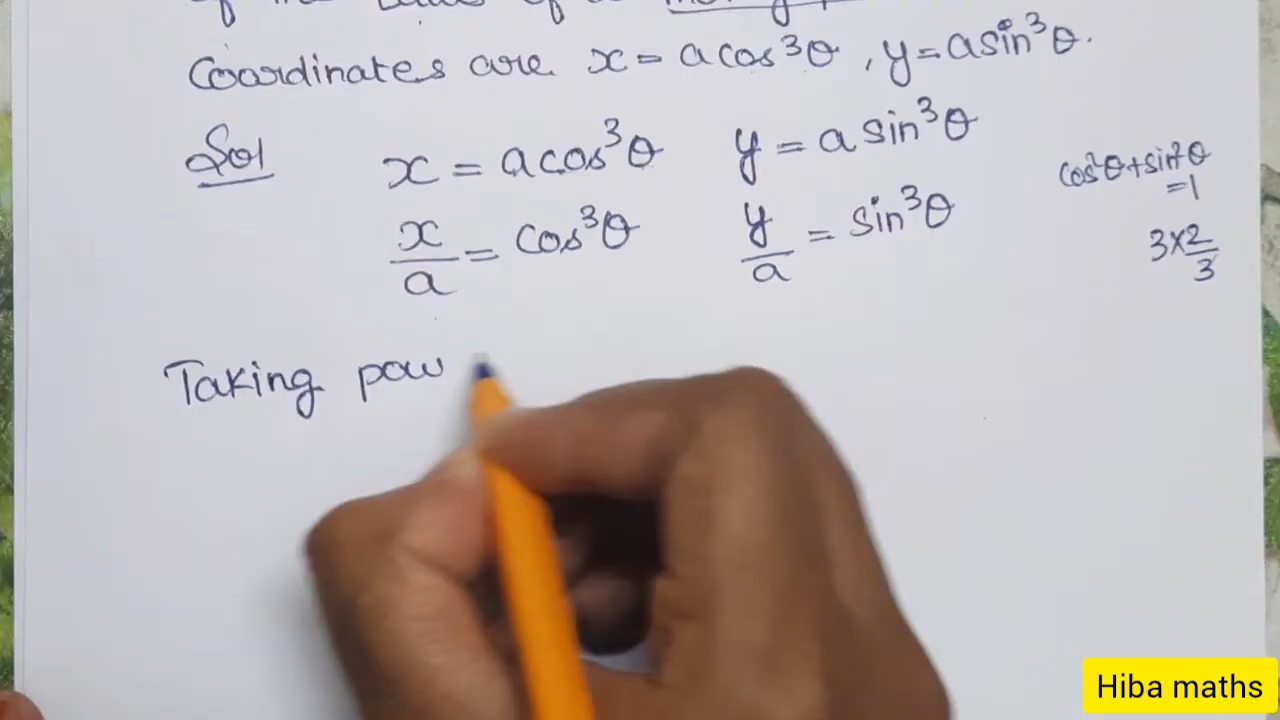 Coordinates are x = a cos³θ , y = a sin³θ.
Sol
x = a cos³θ y = a sin³θ
cos²θ + sin²θ
= 1
x/a = cos³θ y/a = sin³θ
3 × 2/3
Taking pow
Hiba maths